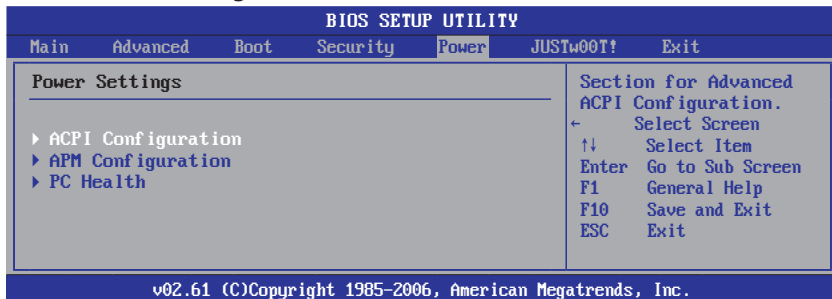 BIOS SETUP UTILITY
Main Advanced Boot Security Power JUSTw00T! Exit
Power Settings
ACPI Configuration
APM Configuration
PC Health
Section for Advanced
ACPI Configuration.
← Select Screen
↑↓ Select Item
Enter Go to Sub Screen
F1 General Help
F10 Save and Exit
ESC Exit
v02.61 (C)Copyright 1985-2006, American Megatrends, Inc.